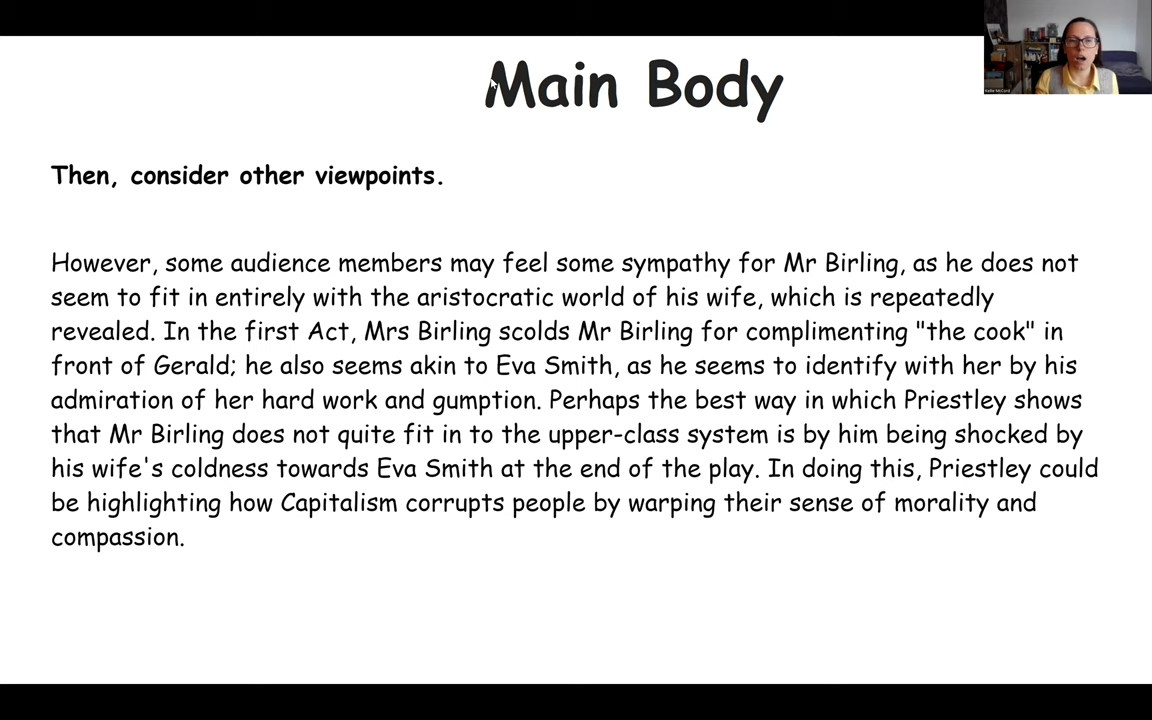 Main Body
Then, consider other viewpoints.
However, some audience members may feel some sympathy for Mr Birling, as he does not
seem to fit in entirely with the aristocratic world of his wife, which is repeatedly
revealed. In the first Act, Mrs Birling scolds Mr Birling for complimenting "the cook" in
front of Gerald; he also seems akin to Eva Smith, as he seems to identify with her by his
admiration of her hard work and gumption. Perhaps the best way in which Priestley shows
that Mr Birling does not quite fit in to the upper-class system is by him being shocked by
his wife's coldness towards Eva Smith at the end of the play. In doing this, Priestley could
be highlighting how Capitalism corrupts people by warping their sense of morality and
compassion.